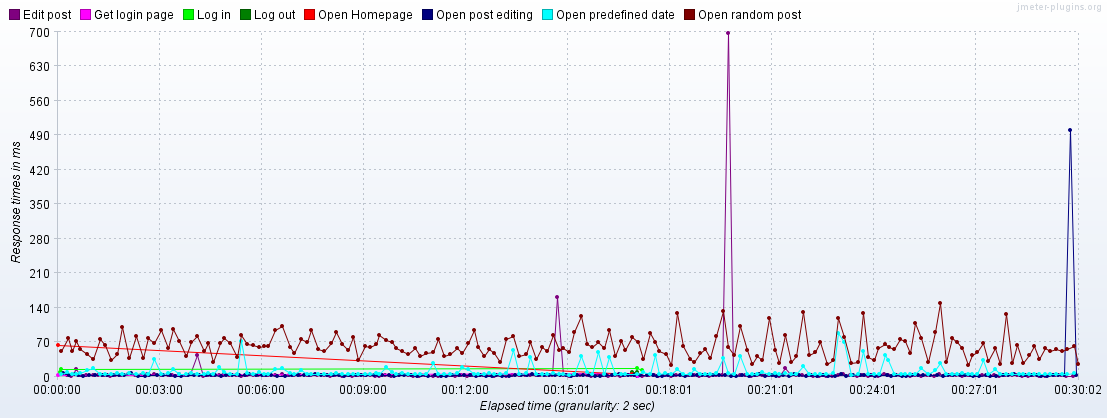 jmeter-plugins.org
Edit post Get login page Log in Log out Open Homepage Open post editing Open predefined date Open random post
700
630
560
490
420
350
280
210
140
70
0
Response times in ms
00:00:00 00:03:00 00:06:00 00:09:00 00:12:00 00:15:01 00:18:01 00:21:01 00:24:01 00:27:01 00:30:02
Elapsed time (granularity: 2 sec)